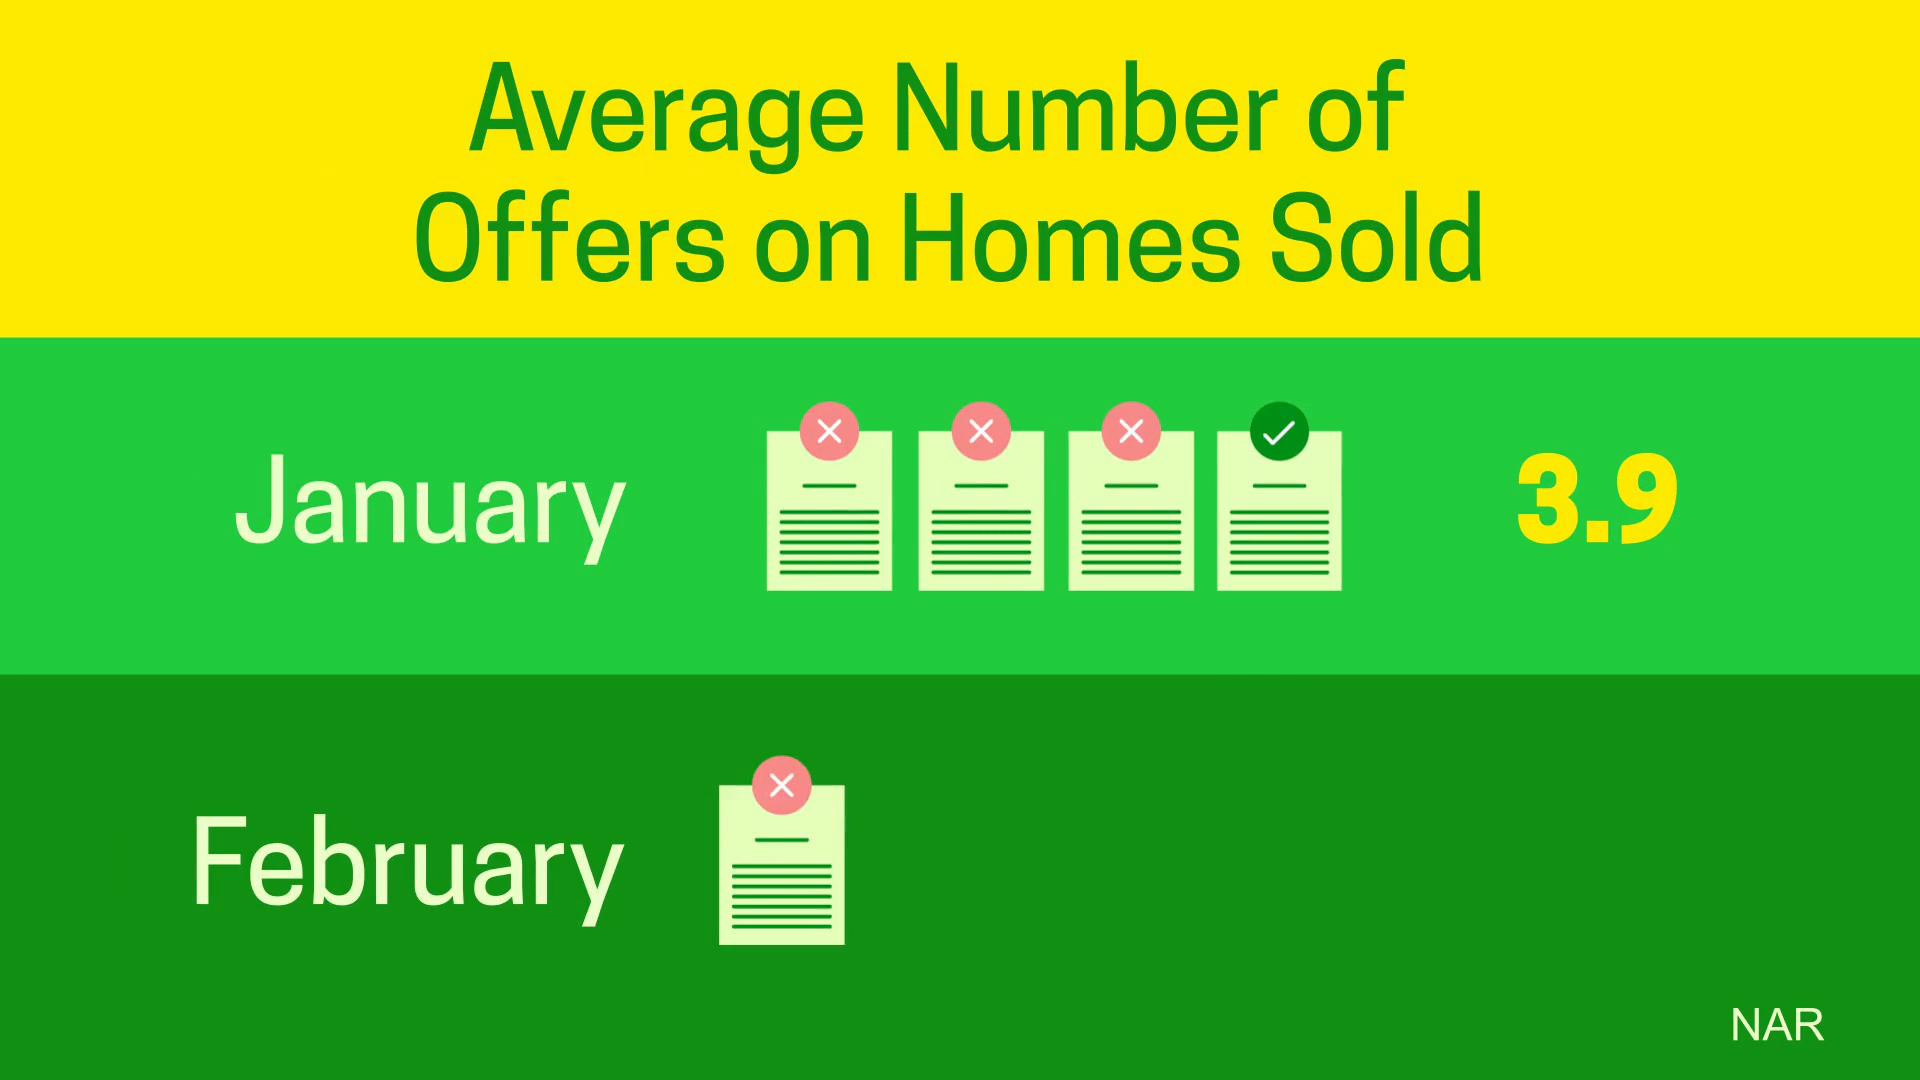 Average Number of
Offers on Homes Sold
January
3.9
February
NAR